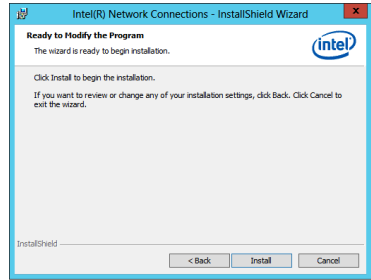 Intel(R) Network Connections - InstallShield Wizard
x
Ready to Modify the Program
The wizard is ready to begin installation.
intel
Click Install to begin the installation.
If you want to review or change any of your installation settings, click Back. Click Cancel to
exit the wizard.
InstallShield
< Back Install Cancel